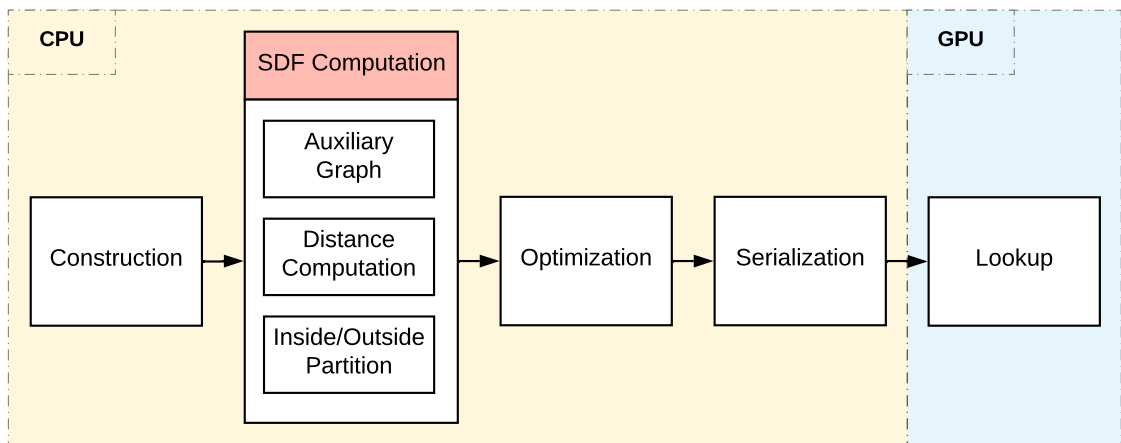 CPU
GPU
SDF Computation
Auxiliary
Graph
Distance
Computation
Inside/Outside
Partition
Construction
Optimization
Serialization
Lookup